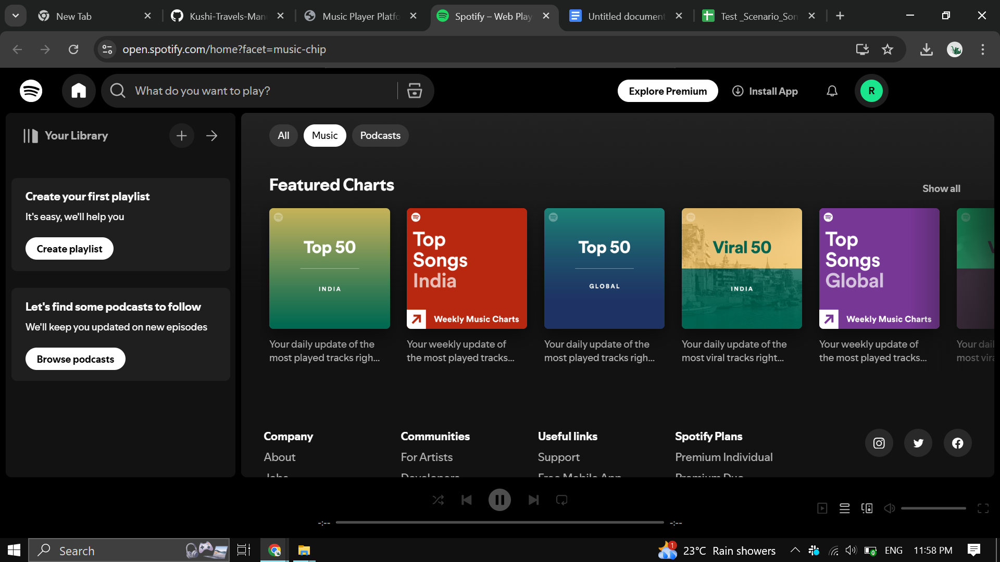 New Tab
Kushi-Travels-Man
Music Player Platfo
Spotify – Web Play
Untitled document
Test _Scenario_Son
open.spotify.com/home?facet=music-chip
What do you want to play?
Explore Premium
Install App
R
Your Library
All
Music
Podcasts
Create your first playlist
It's easy, we'll help you
Create playlist
Let's find some podcasts to follow
We'll keep you updated on new episodes
Browse podcasts
Featured Charts
Show all
Top 50
INDIA
Your daily update of the
most played tracks righ...
Top
Songs
India
Weekly Music Charts
Your weekly update of
the most played tracks...
Top 50
GLOBAL
Your daily update of the
most played tracks righ...
Viral 50
INDIA
Your daily update of the
most viral tracks right...
Top
Songs
Global
Weekly Music Charts
Your weekly update of
the most played tracks...
Your dail
most vira
Company
About
Jobs
Communities
For Artists
Developers
Useful links
Support
Free Mobile App
Spotify Plans
Premium Individual
Premium Duo
-:--
-:--
Search
1
23°C Rain showers
ENG
11:58 PM